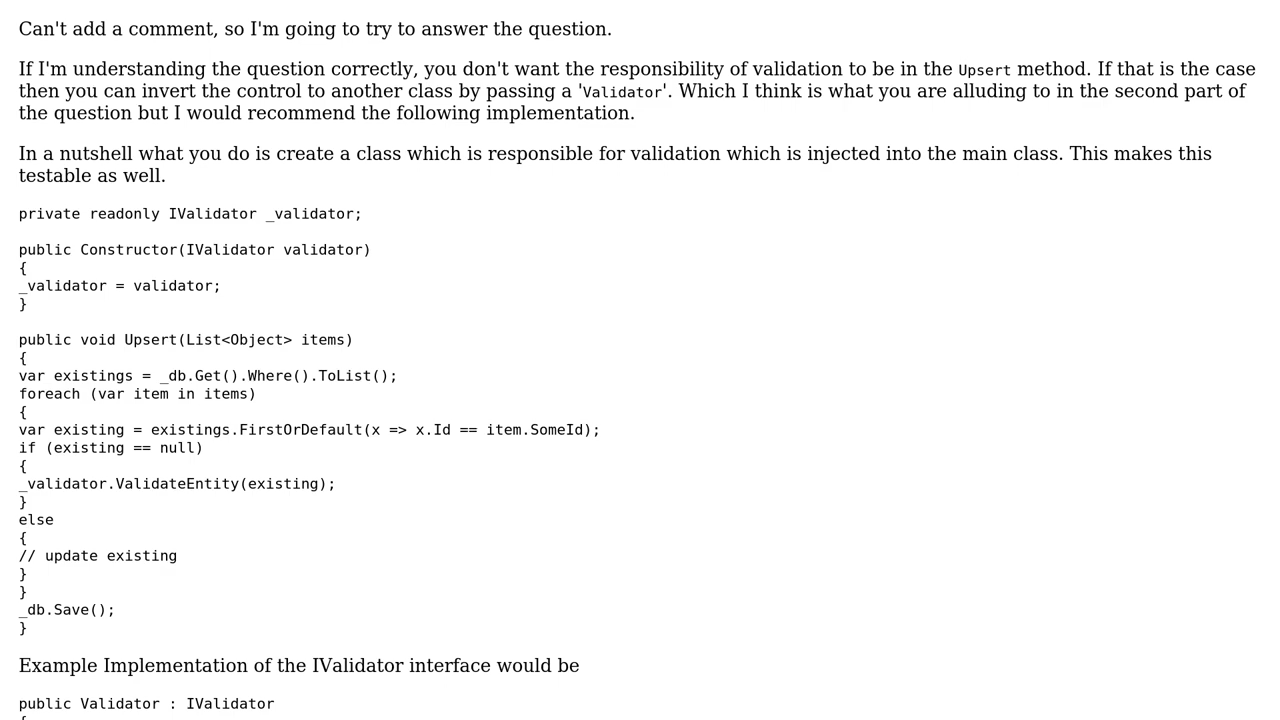 Can't add a comment, so I'm going to try to answer the question.
If I'm understanding the question correctly, you don't want the responsibility of validation to be in the Upsert method. If that is the case
then you can invert the control to another class by passing a 'Validator'. Which I think is what you are alluding to in the second part of
the question but I would recommend the following implementation.
In a nutshell what you do is create a class which is responsible for validation which is injected into the main class. This makes this
testable as well.
private readonly IValidator _validator;
public Constructor(IValidator validator)
{
_validator = validator;
}
public void Upsert(List<Object> items)
{
var existings = _db.Get().Where().ToList();
foreach (var item in items)
{
var existing = existings.FirstOrDefault(x => x.Id == item.SomeId);
if (existing == null)
{
_validator.ValidateEntity(existing);
}
else
{
// update existing
}
}
_db.Save();
}
Example Implementation of the IValidator interface would be
public Validator : IValidator
{